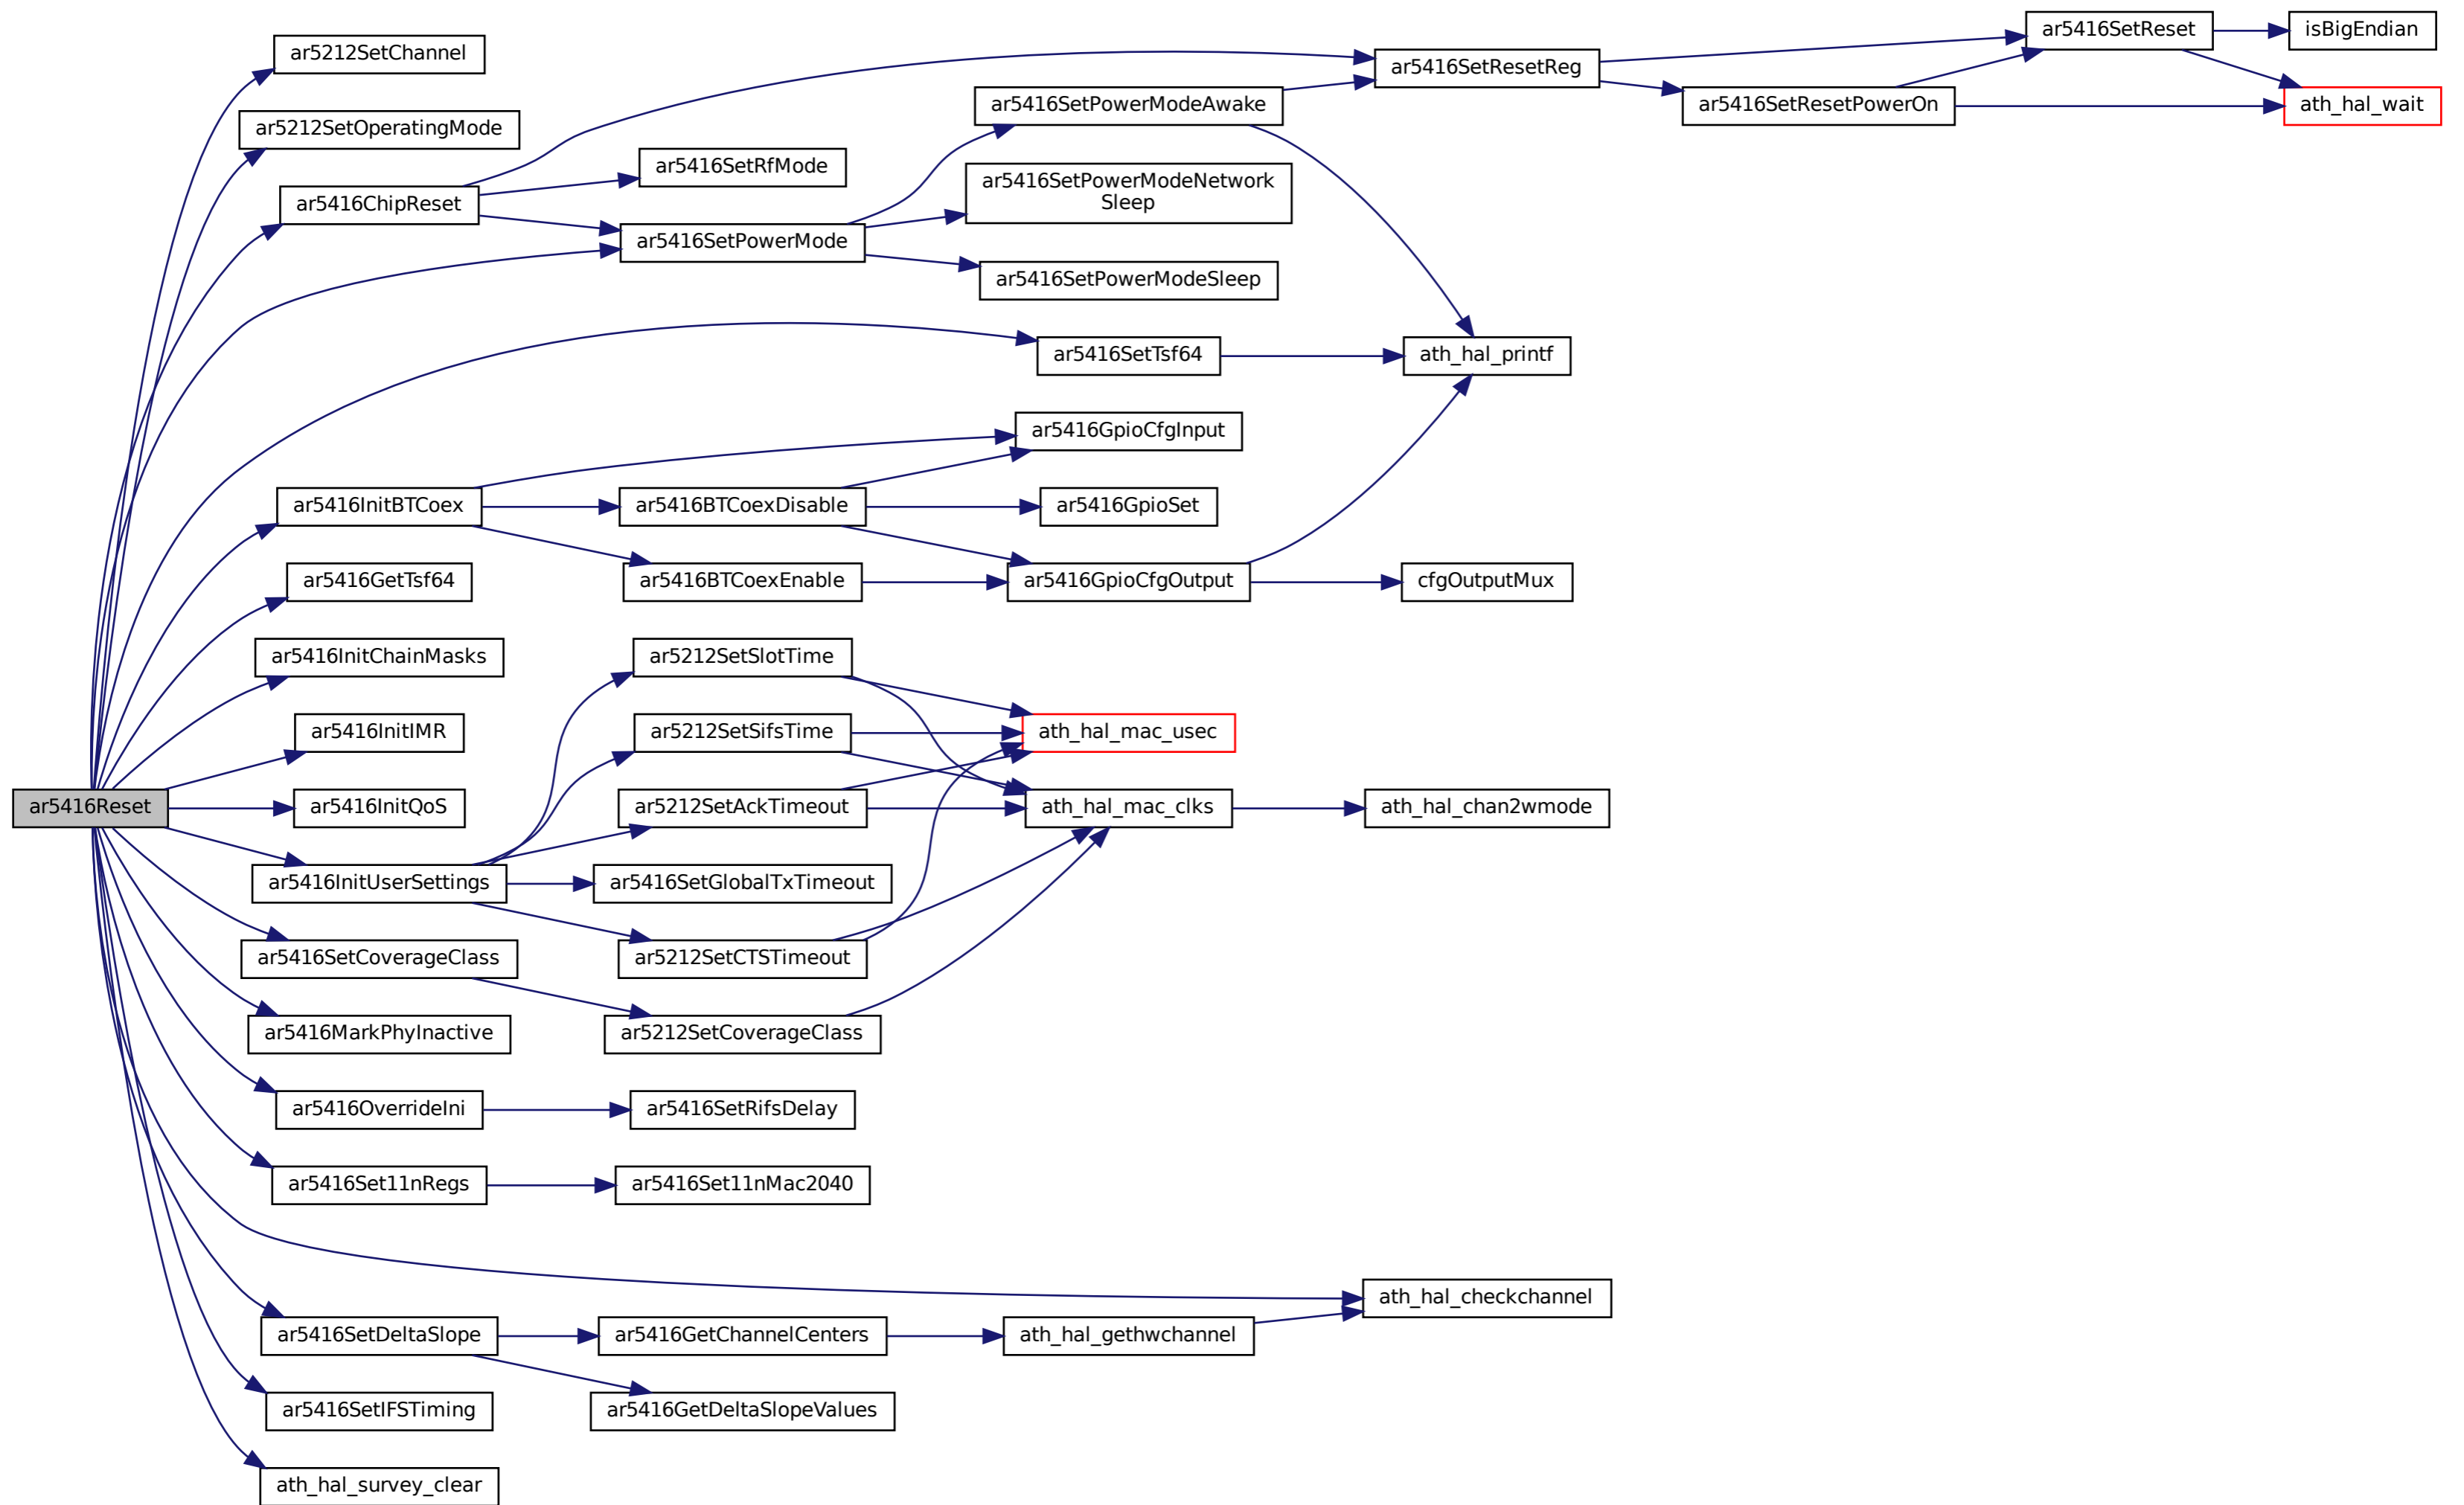 ar5416Reset
ar5212SetChannel
ar5212SetOperatingMode
ar5416ChipReset
ar5416SetRfMode
ar5416SetPowerMode
ar5416SetPowerModeAwake
ar5416SetPowerModeNetwork
Sleep
ar5416SetPowerModeSleep
ar5416SetResetReg
ar5416SetResetPowerOn
ar5416SetReset
isBigEndian
ath_hal_wait
ar5416SetTsf64
ath_hal_printf
ar5416InitBTCoex
ar5416BTCoexDisable
ar5416BTCoexEnable
ar5416GpioCfgInput
ar5416GpioSet
ar5416GpioCfgOutput
cfgOutputMux
ar5416GetTsf64
ar5416InitChainMasks
ar5416InitIMR
ar5416InitQoS
ar5416InitUserSettings
ar5212SetSlotTime
ar5212SetSifsTime
ar5212SetAckTimeout
ar5416SetGlobalTxTimeout
ar5212SetCTSTimeout
ath_hal_mac_usec
ath_hal_mac_clks
ath_hal_chan2wmode
ar5416SetCoverageClass
ar5212SetCoverageClass
ar5416MarkPhyInactive
ar5416OverrideIni
ar5416SetRifsDelay
ar5416Set11nRegs
ar5416Set11nMac2040
ath_hal_checkchannel
ar5416SetDeltaSlope
ar5416GetChannelCenters
ath_hal_gethwchannel
ar5416GetDeltaSlopeValues
ar5416SetIFSTiming
ath_hal_survey_clear